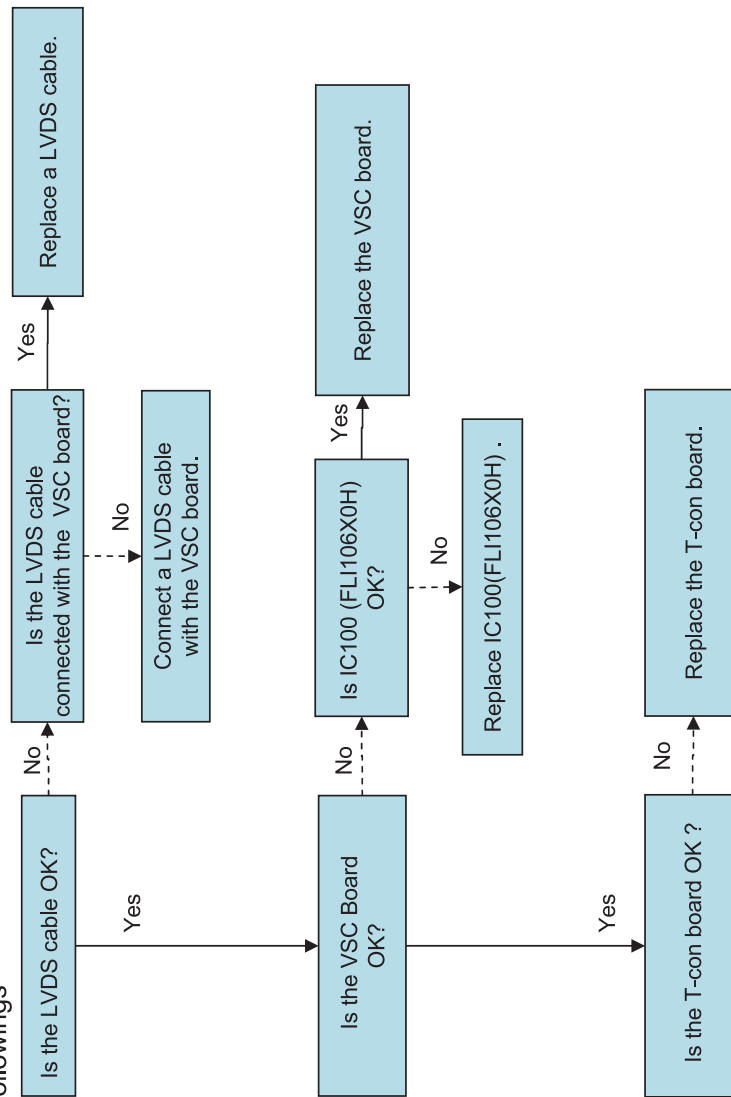 ollowings
Is the LVDS cable OK?
No
Is the LVDS cable
connected with the VSC board?
Yes
Replace a LVDS cable.
No
Connect a LVDS cable
with the VSC board.
Yes
Is the VSC Board
OK?
No
Is IC100 (FLI106X0H)
OK?
Yes
Replace the VSC board.
No
Replace IC100(FLI106X0H) .
Yes
Is the T-con board OK ?
No
Replace the T-con board.